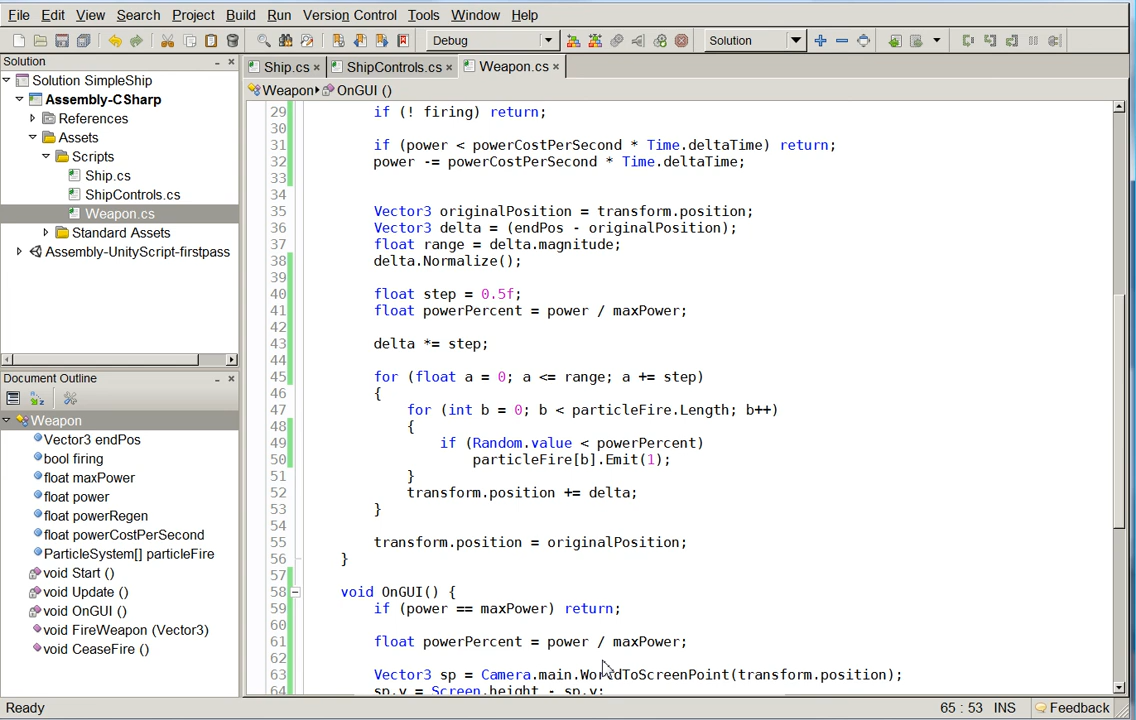 File Edit View Search Project Build Run Version Control Tools Window Help
Debug Solution
Solution
Solution SimpleShip
Assembly-CSharp
References
Assets
Scripts
Ship.cs
ShipControls.cs
Weapon.cs
Standard Assets
Assembly-UnityScript-firstpass
Document Outline
Weapon
Vector3 endPos
bool firing
float maxPower
float power
float powerRegen
float powerCostPerSecond
ParticleSystem[] particleFire
void Start ()
void Update ()
void OnGUI ()
void FireWeapon (Vector3)
void CeaseFire ()
Ship.cs × ShipControls.cs × Weapon.cs ×
Weapon OnGUI ()
29 if (! firing) return;
30
31 if (power < powerCostPerSecond * Time.deltaTime) return;
32 power -= powerCostPerSecond * Time.deltaTime;
33
34
35 Vector3 originalPosition = transform.position;
36 Vector3 delta = (endPos - originalPosition);
37 float range = delta.magnitude;
38 delta.Normalize();
39
40 float step = 0.5f;
41 float powerPercent = power / maxPower;
42
43 delta *= step;
44
45 for (float a = 0; a <= range; a += step)
46 {
47 for (int b = 0; b < particleFire.Length; b++)
48 {
49 if (Random.value < powerPercent)
50 particleFire[b].Emit(1);
51 }
52 transform.position += delta;
53 }
54
55 transform.position = originalPosition;
56 }
57
58 void OnGUI() {
59 if (power == maxPower) return;
60
61 float powerPercent = power / maxPower;
62
63 Vector3 sp = Camera.main.WorldToScreenPoint(transform.position);
64 sp.y = Screen.height - sp.y;
Ready 65 : 53 INS Feedback